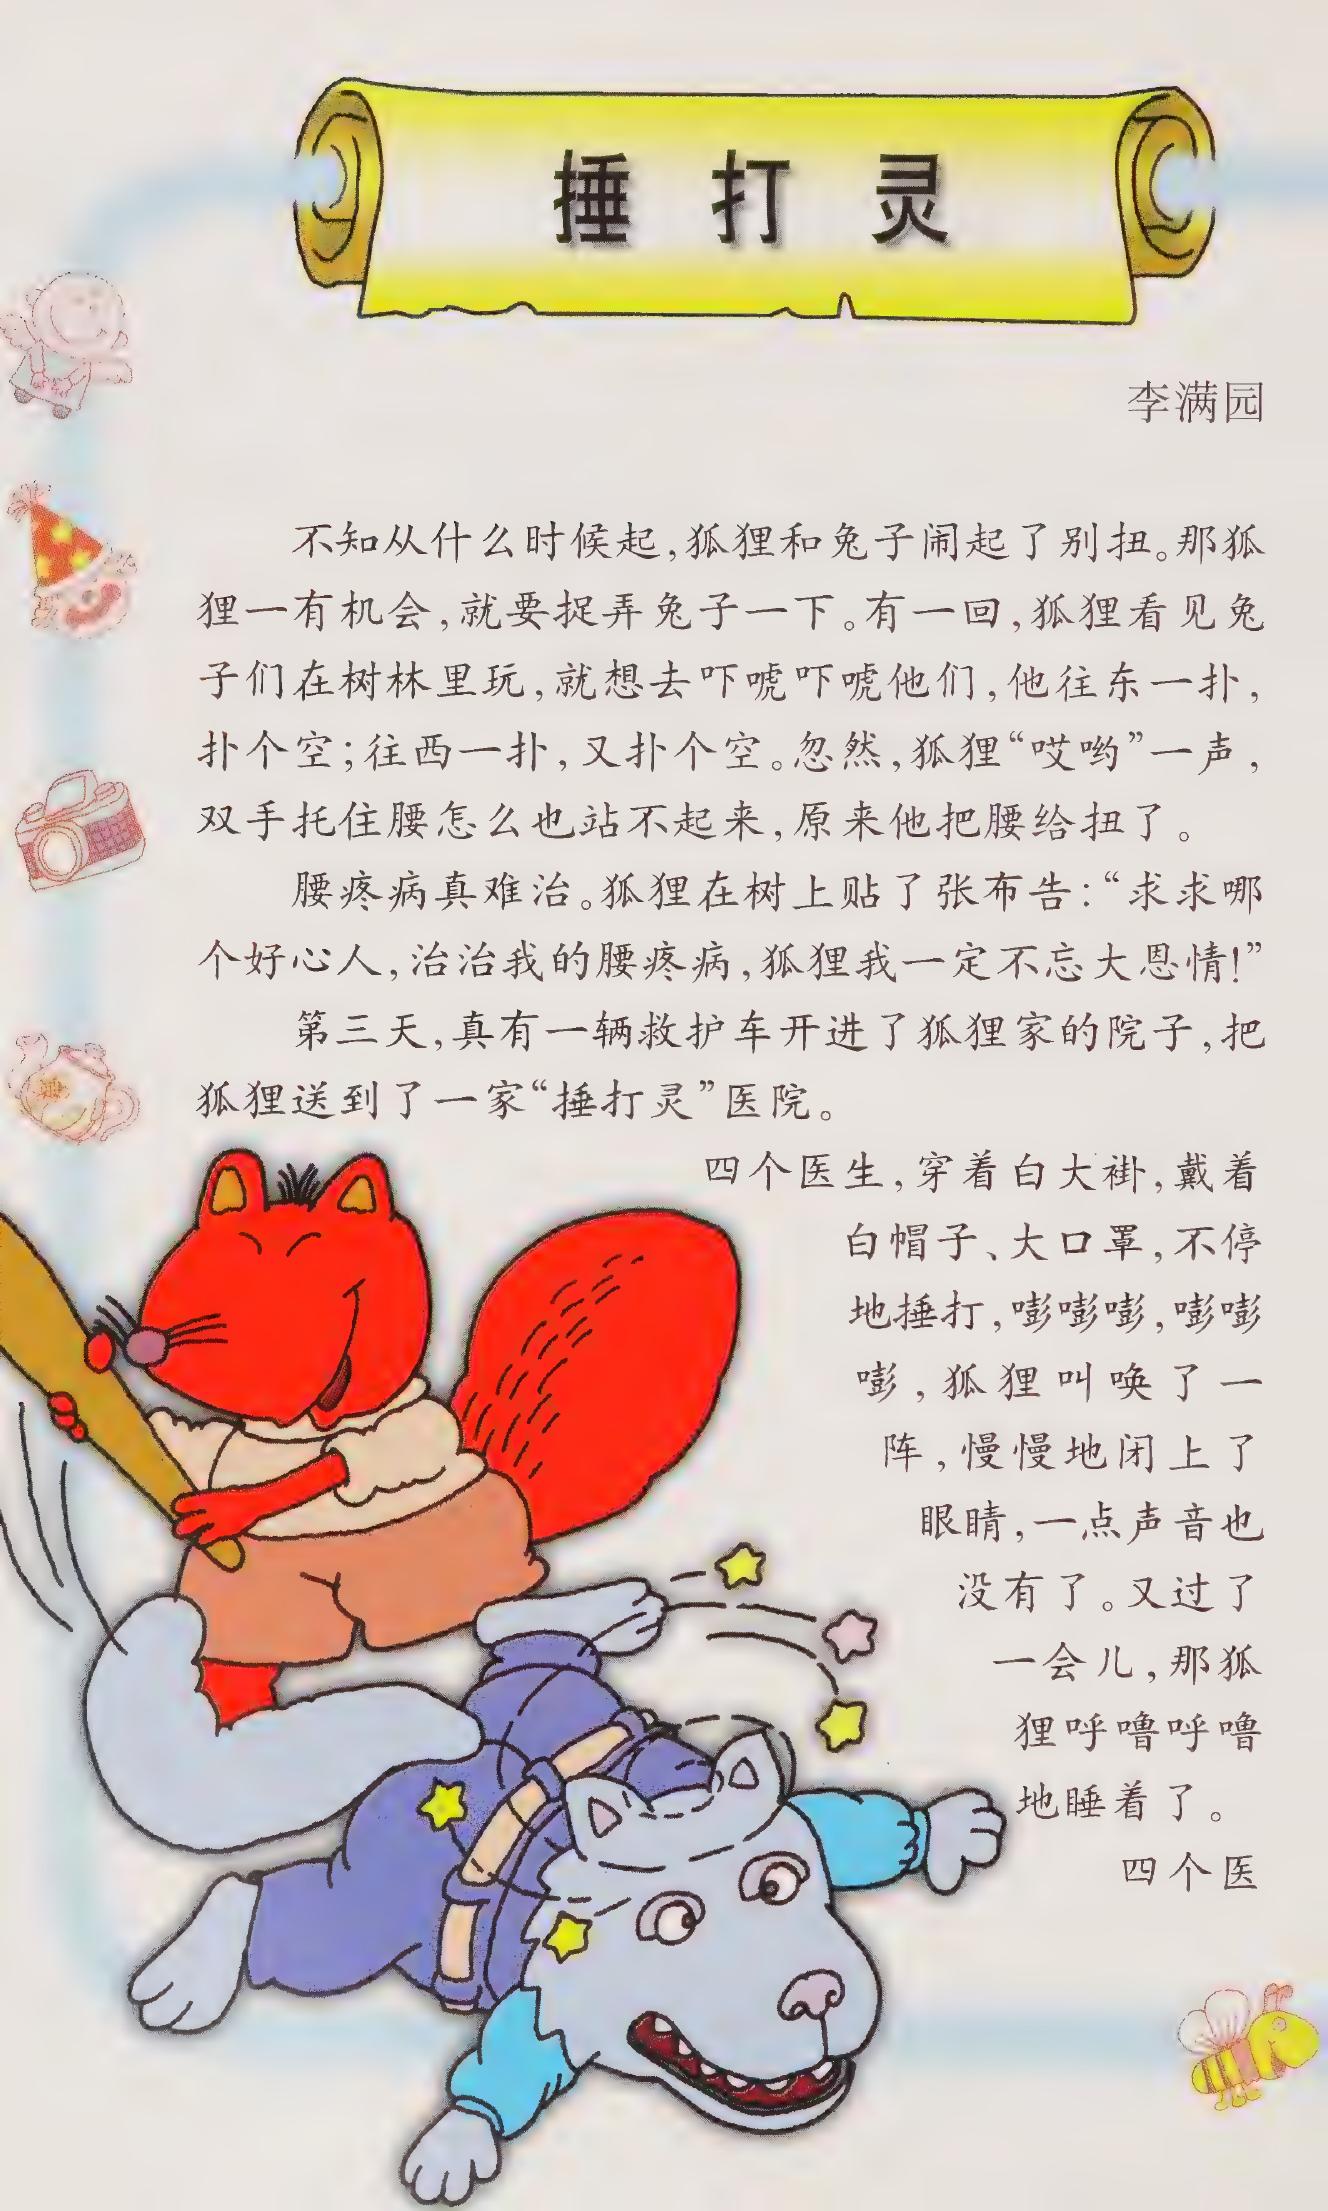 捶打灵
李满园
不知从什么时候起,狐狸和兔子闹起了别扭。那狐
狸一有机会,就要捉弄兔子一下。有一回,狐狸看见兔
子们在树林里玩,就想去吓唬吓唬他们,他往东一扑,
扑个空;往西一扑,又扑个空。忽然,狐狸“哎哟”一声,
双手托住腰怎么也站不起来,原来他把腰给扭了。
腰疼病真难治。狐狸在树上贴了张布告:“求求哪
个好心人,治治我的腰疼病,狐狸我一定不忘大恩情!”
第三天,真有一辆救护车开进了狐狸家的院子,把
狐狸送到了一家“捶打灵”医院。
四个医生,穿着白大褂,戴着
白帽子、大口罩,不停
地捶打,嘭嘭嘭,嘭嘭
嘭,狐狸叫唤了一
阵,慢慢地闭上了
眼睛,一点声音也
没有了。又过了
一会儿,那狐
狸呼噜呼噜
地睡着了。
四个医